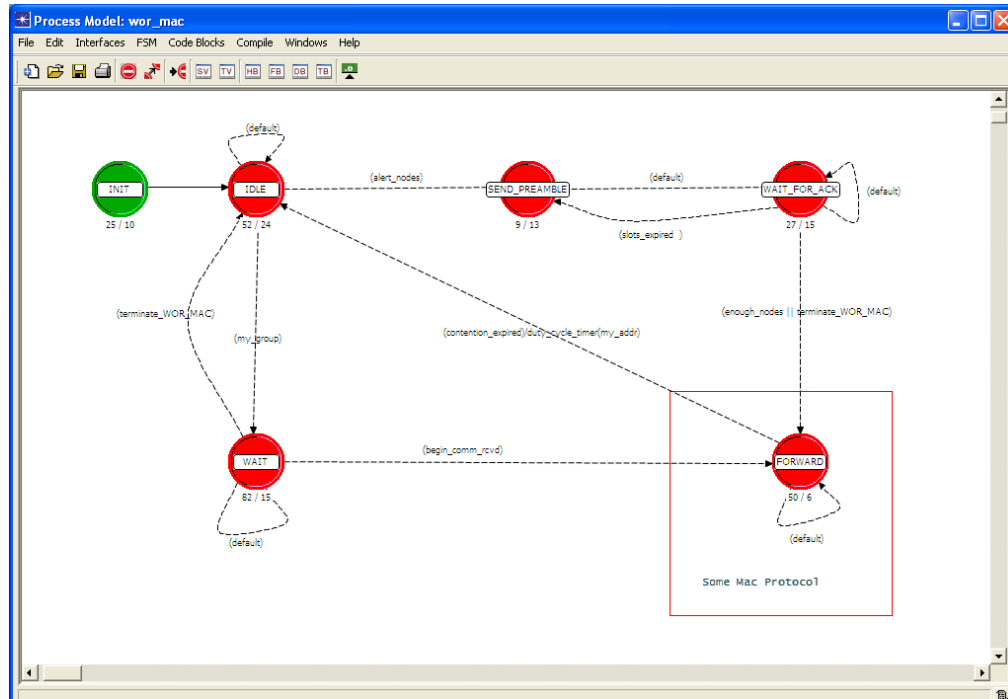 Process Model: wor_mac
File Edit Interfaces FSM Code Blocks Compile Windows Help
SV TV HB FB DB TB
(default)
INIT
IDLE
(alert_nodes)
SEND_PREAMBLE
(default)
WAIT_FOR_ACK
(default)
25 / 10
52 / 24
9 / 13
27 / 15
(slots_expired )
(terminate_WOR_MAC)
(my_group)
(contention_expired)/duty_cycle_timer(my_addr)
(enough_nodes || terminate_WOR_MAC)
(begin_comm_rcvd)
WAIT
FORWARD
82 / 15
50 / 6
(default)
(default)
Some Mac Protocol